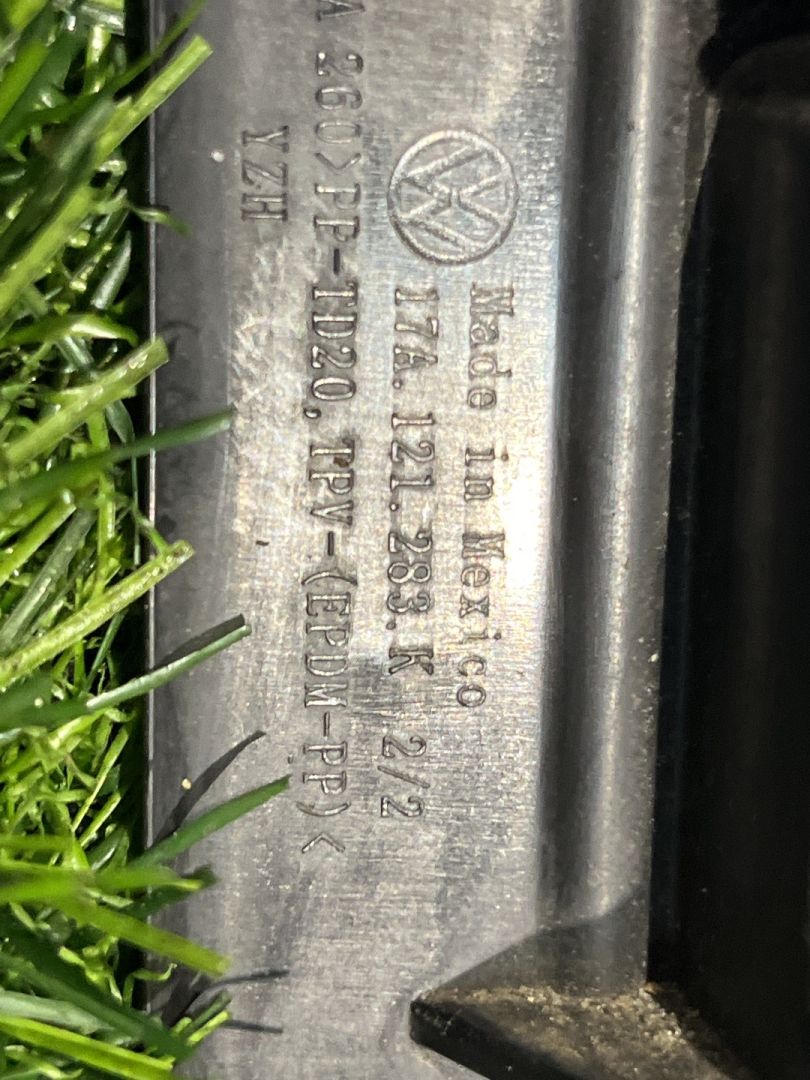 Made in Mexico
17A.121.283.K 2/2
A 260>PP-TD20,TPV-(EPDM-PP)<
YZH